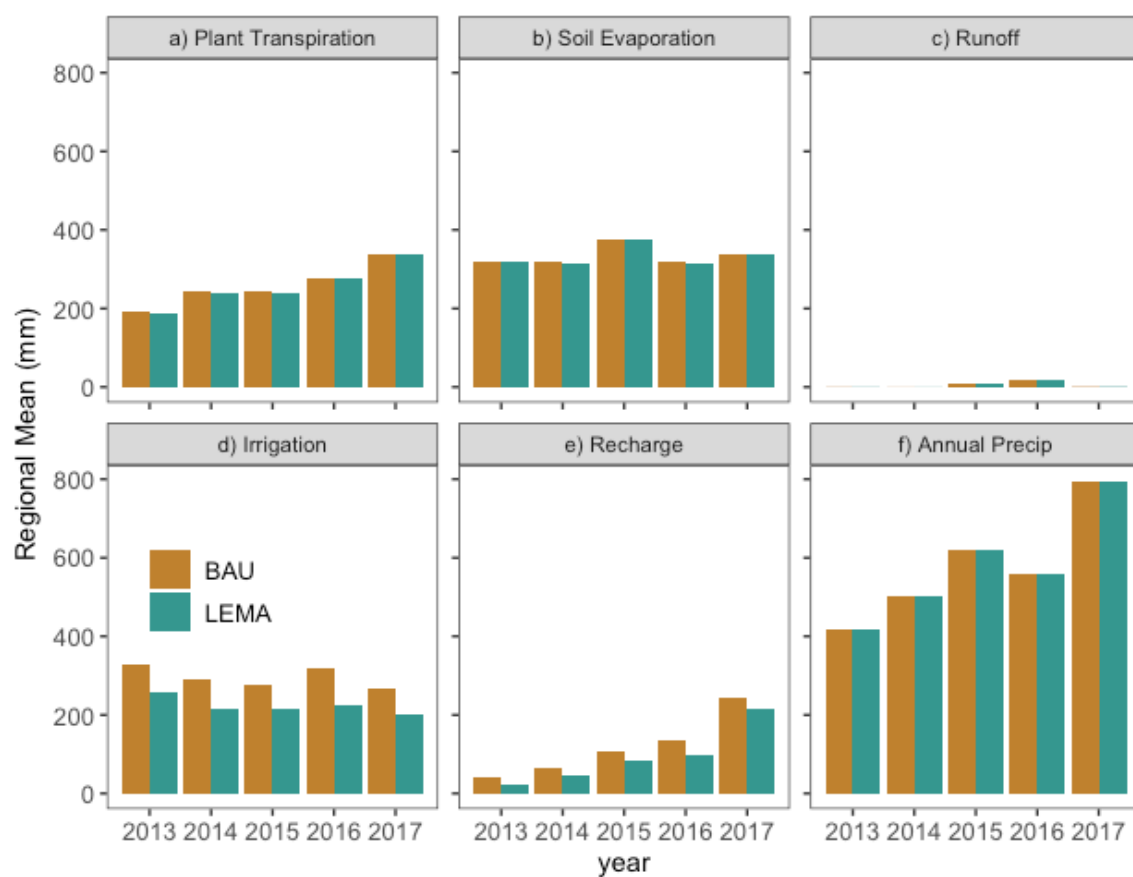 a) Plant Transpiration
b) Soil Evaporation
c) Runoff
800
600
400
200
0
d) Irrigation
e) Recharge
f) Annual Precip
800
600
400
200
0
BAU
LEMA
2013 2014 2015 2016 2017
2013 2014 2015 2016 2017
2013 2014 2015 2016 2017
year
Regional Mean (mm)